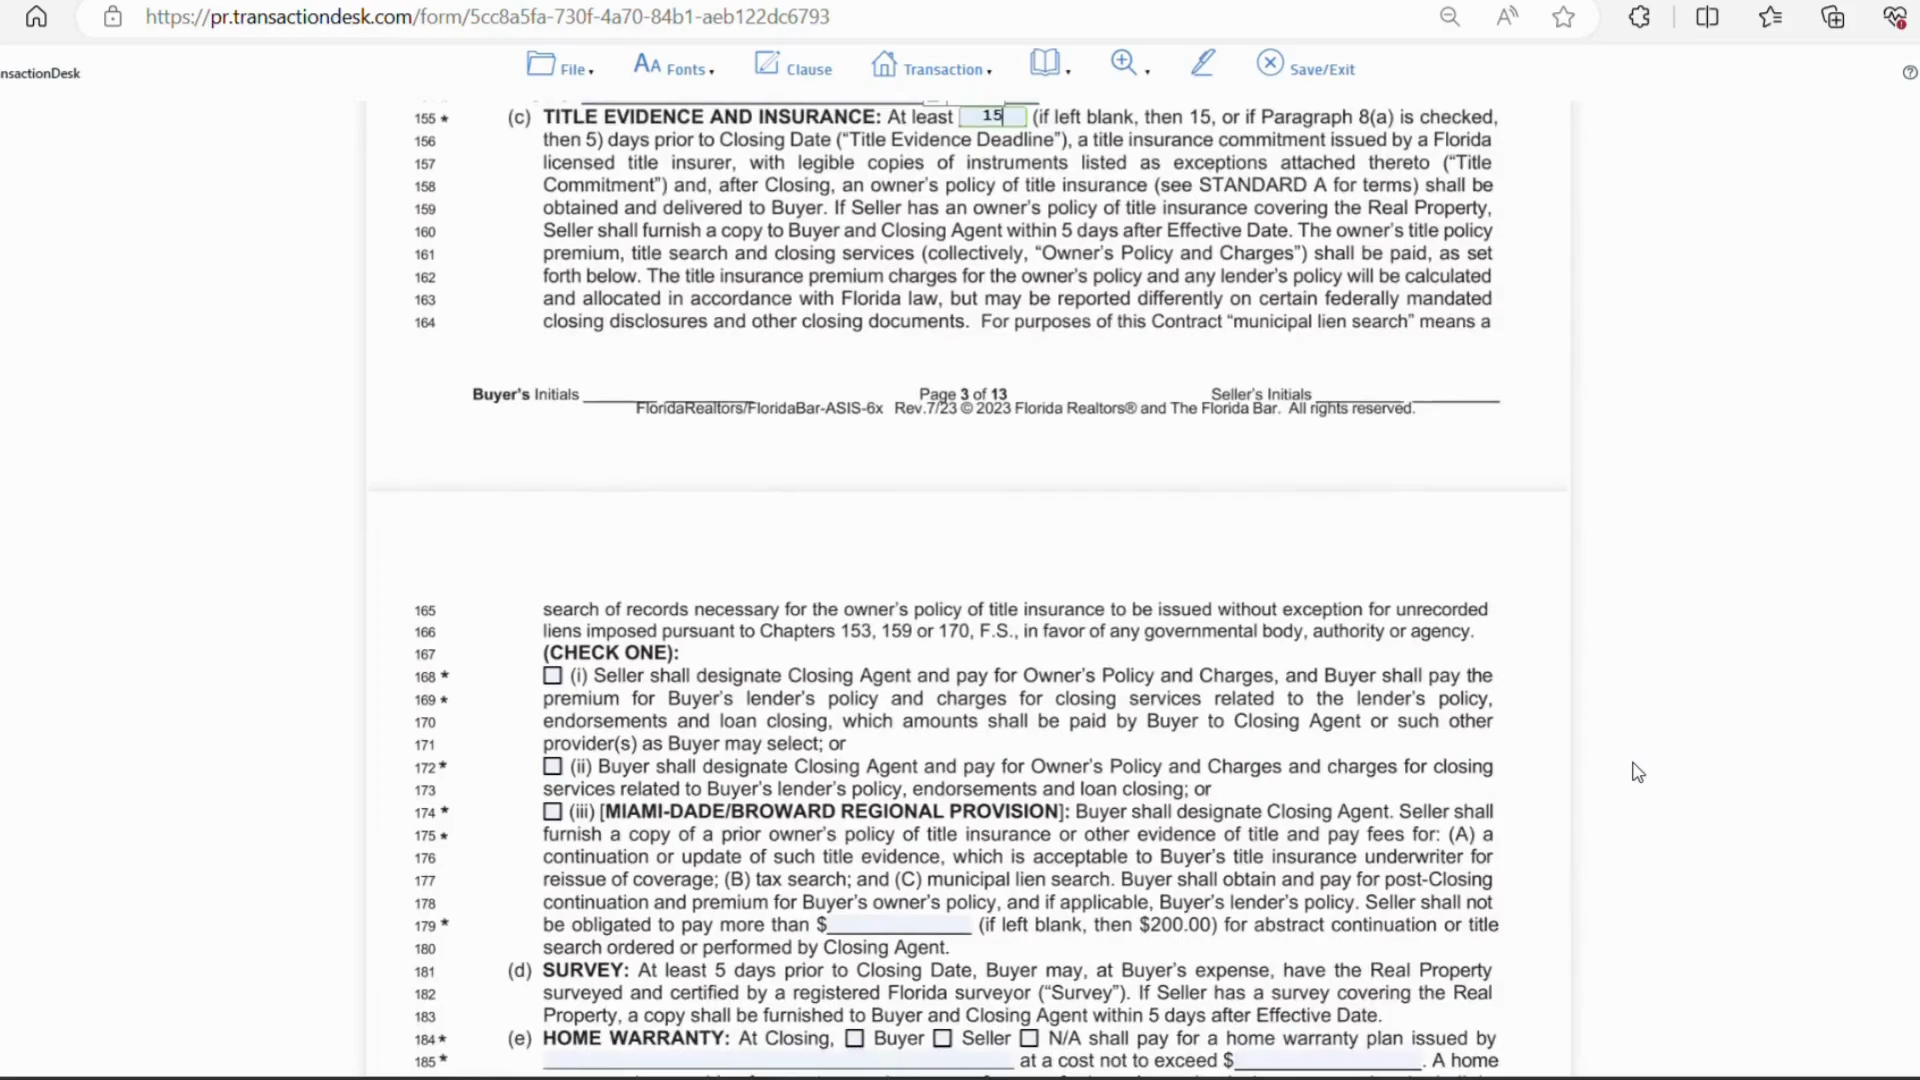 https://pr.transactiondesk.com/form/5cc8a5fa-730f-4a70-84b1-aeb122dc6793
nsactionDesk
File
AA Fonts
Clause
Transaction
Save/Exit
155 * (c) TITLE EVIDENCE AND INSURANCE: At least 15 (if left blank, then 15, or if Paragraph 8(a) is checked,
156 then 5) days prior to Closing Date (“Title Evidence Deadline”), a title insurance commitment issued by a Florida
157 licensed title insurer, with legible copies of instruments listed as exceptions attached thereto (“Title
158 Commitment”) and, after Closing, an owner’s policy of title insurance (see STANDARD A for terms) shall be
159 obtained and delivered to Buyer. If Seller has an owner’s policy of title insurance covering the Real Property,
160 Seller shall furnish a copy to Buyer and Closing Agent within 5 days after Effective Date. The owner’s title policy
161 premium, title search and closing services (collectively, “Owner’s Policy and Charges”) shall be paid, as set
162 forth below. The title insurance premium charges for the owner’s policy and any lender’s policy will be calculated
163 and allocated in accordance with Florida law, but may be reported differently on certain federally mandated
164 closing disclosures and other closing documents. For purposes of this Contract “municipal lien search” means a
Buyer’s Initials Page 3 of 13 Seller’s Initials
FloridaRealtors/FloridaBar-ASIS-6x Rev.7/23 © 2023 Florida Realtors® and The Florida Bar. All rights reserved.
165 search of records necessary for the owner’s policy of title insurance to be issued without exception for unrecorded
166 liens imposed pursuant to Chapters 153, 159 or 170, F.S., in favor of any governmental body, authority or agency.
167 (CHECK ONE):
168 * (i) Seller shall designate Closing Agent and pay for Owner’s Policy and Charges, and Buyer shall pay the
169 * premium for Buyer’s lender’s policy and charges for closing services related to the lender’s policy,
170 endorsements and loan closing, which amounts shall be paid by Buyer to Closing Agent or such other
171 provider(s) as Buyer may select; or
172 * (ii) Buyer shall designate Closing Agent and pay for Owner’s Policy and Charges and charges for closing
173 services related to Buyer’s lender’s policy, endorsements and loan closing; or
174 * (iii) [MIAMI-DADE/BROWARD REGIONAL PROVISION]: Buyer shall designate Closing Agent. Seller shall
175 * furnish a copy of a prior owner’s policy of title insurance or other evidence of title and pay fees for: (A) a
176 continuation or update of such title evidence, which is acceptable to Buyer’s title insurance underwriter for
177 reissue of coverage; (B) tax search; and (C) municipal lien search. Buyer shall obtain and pay for post-Closing
178 continuation and premium for Buyer’s owner’s policy, and if applicable, Buyer’s lender’s policy. Seller shall not
179 * be obligated to pay more than $ (if left blank, then $200.00) for abstract continuation or title
180 search ordered or performed by Closing Agent.
181 (d) SURVEY: At least 5 days prior to Closing Date, Buyer may, at Buyer’s expense, have the Real Property
182 surveyed and certified by a registered Florida surveyor (“Survey”). If Seller has a survey covering the Real
183 Property, a copy shall be furnished to Buyer and Closing Agent within 5 days after Effective Date.
184 * (e) HOME WARRANTY: At Closing, Buyer Seller N/A shall pay for a home warranty plan issued by
185 * at a cost not to exceed $ . A home